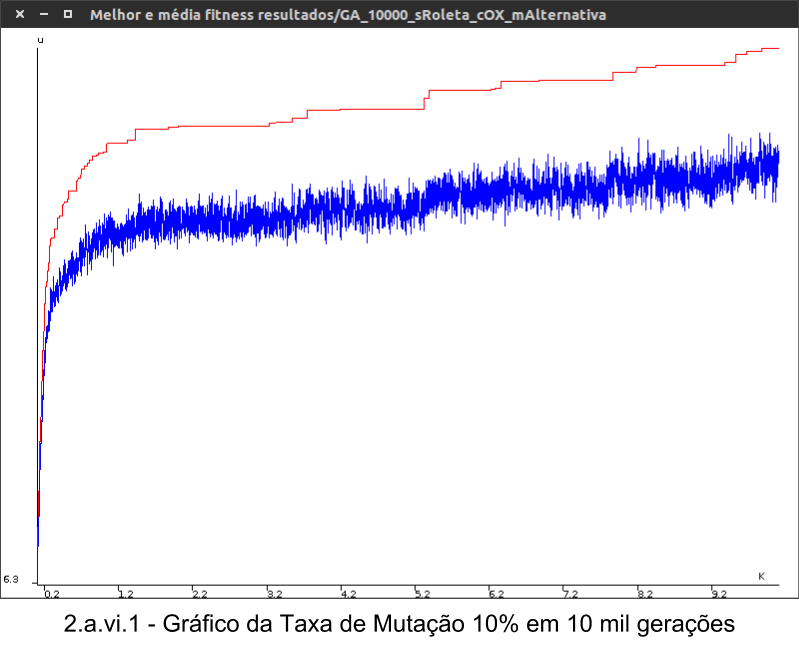 Melhor e média fitness resultados/GA_10000_sRoleta_cOX_mAlternativa
u
6.3
K
0.2 1.2 2.2 3.2 4.2 5.2 6.2 7.2 8.2 9.2
2.a.vi.1 - Gráfico da Taxa de Mutação 10% em 10 mil gerações